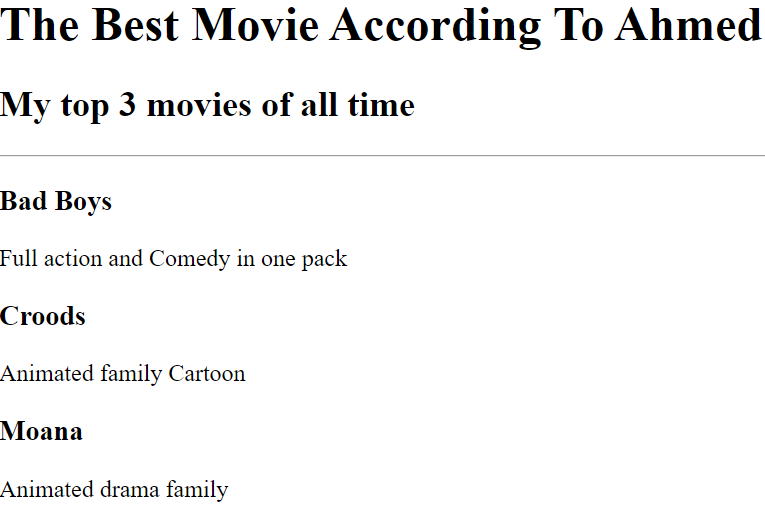 The Best Movie According To Ahmed
My top 3 movies of all time
Bad Boys
Full action and Comedy in one pack
Croods
Animated family Cartoon
Moana
Animated drama family